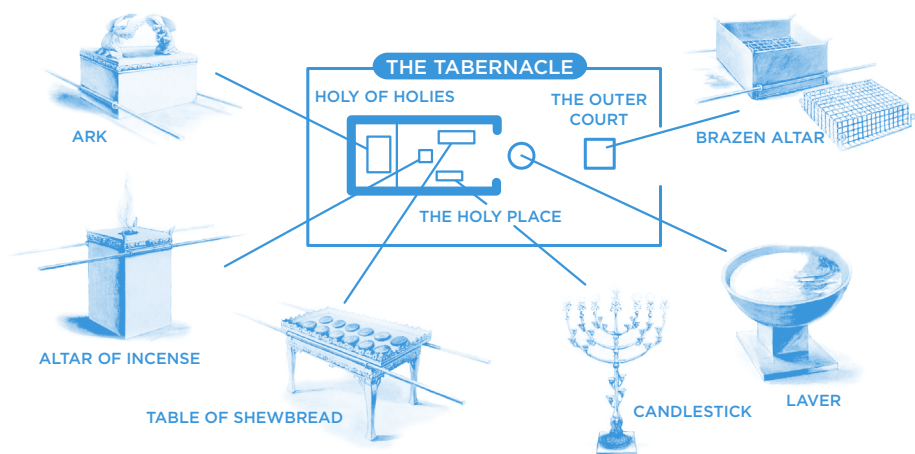 THE TABERNACLE
HOLY OF HOLIES
THE OUTER
COURT
ARK
BRAZEN ALTAR
THE HOLY PLACE
ALTAR OF INCENSE
TABLE OF SHEWBREAD
CANDLESTICK
LAVER